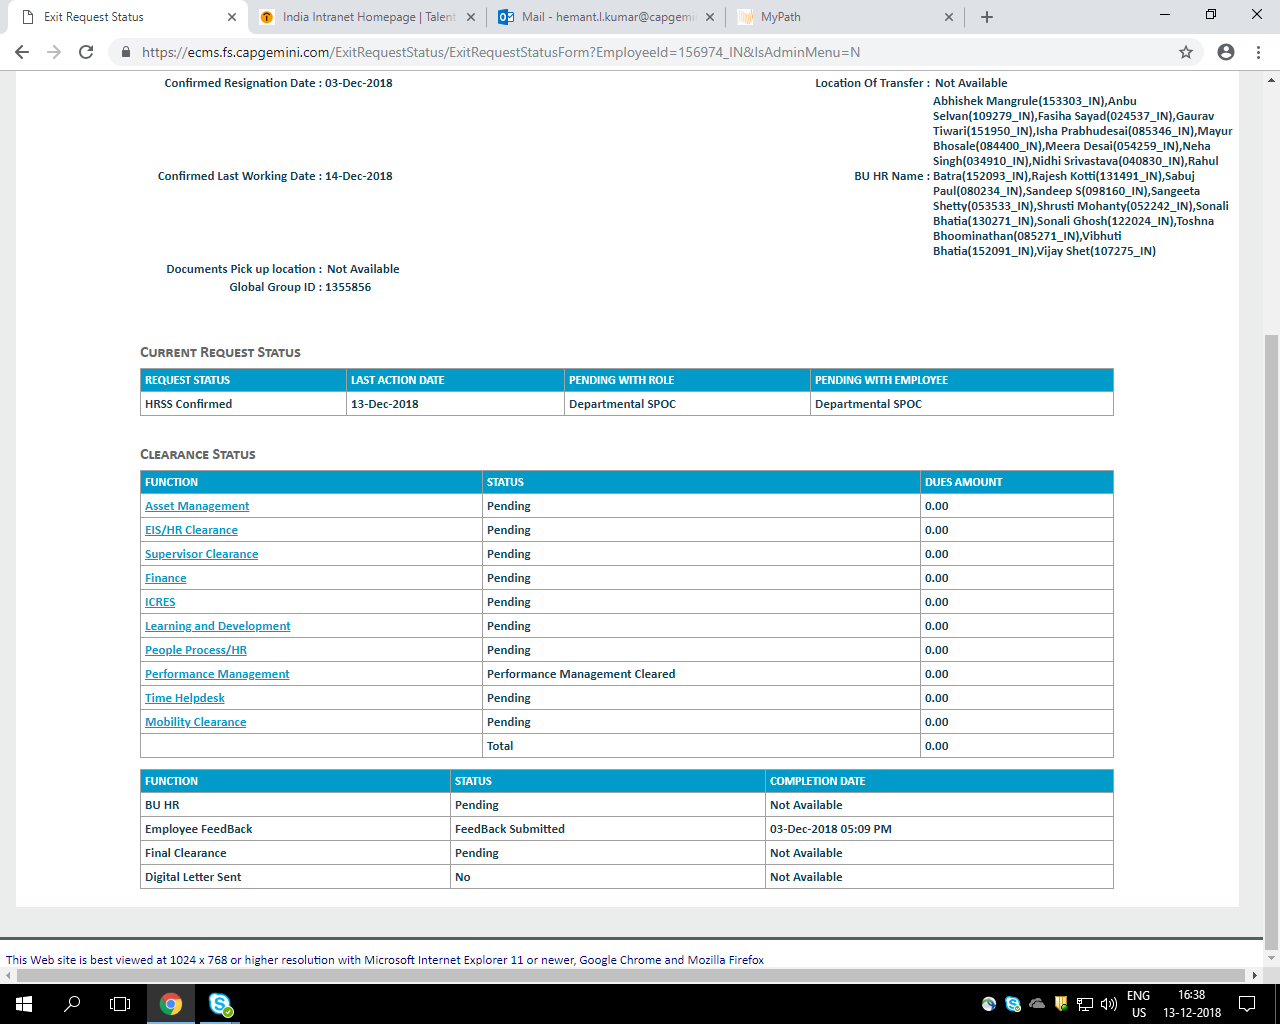 Exit Request Status
India Intranet Homepage | Talent
Mail - hemant.l.kumar@capgemi
MyPath
https://ecms.fs.capgemini.com/ExitRequestStatus/ExitRequestStatusForm?EmployeeId=156974_IN&IsAdminMenu=N
Confirmed Resignation Date : 03-Dec-2018
Location Of Transfer : Not Available
Confirmed Last Working Date : 14-Dec-2018
BU HR Name :
Abhishek Mangrule(153303_IN),Anbu
Selvan(109279_IN),Fasiha Sayad(024537_IN),Gaurav
Tiwari(151950_IN),Isha Prabhudesai(085346_IN),Mayur
Bhosale(084400_IN),Meera Desai(054259_IN),Neha
Singh(034910_IN),Nidhi Srivastava(040830_IN),Rahul
Batra(152093_IN),Rajesh Kotti(131491_IN),Sabuj
Paul(080234_IN),Sandeep S(098160_IN),Sangeeta
Shetty(053533_IN),Shrusti Mohanty(052242_IN),Sonali
Bhatia(130271_IN),Sonali Ghosh(122024_IN),Toshna
Bhoominathan(085271_IN),Vibhuti
Bhatia(152091_IN),Vijay Shet(107275_IN)
Documents Pick up location : Not Available
Global Group ID : 1355856
Current Request Status
REQUEST STATUS LAST ACTION DATE PENDING WITH ROLE PENDING WITH EMPLOYEE
HRSS Confirmed 13-Dec-2018 Departmental SPOC Departmental SPOC
Clearance Status
FUNCTION STATUS DUES AMOUNT
Asset Management Pending 0.00
EIS/HR Clearance Pending 0.00
Supervisor Clearance Pending 0.00
Finance Pending 0.00
ICRES Pending 0.00
Learning and Development Pending 0.00
People Process/HR Pending 0.00
Performance Management Performance Management Cleared 0.00
Time Helpdesk Pending 0.00
Mobility Clearance Pending 0.00
Total 0.00
FUNCTION STATUS COMPLETION DATE
BU HR Pending Not Available
Employee FeedBack FeedBack Submitted 03-Dec-2018 05:09 PM
Final Clearance Pending Not Available
Digital Letter Sent No Not Available
This Web site is best viewed at 1024 x 768 or higher resolution with Microsoft Internet Explorer 11 or newer, Google Chrome and Mozilla Firefox
ENG
US
16:38
13-12-2018